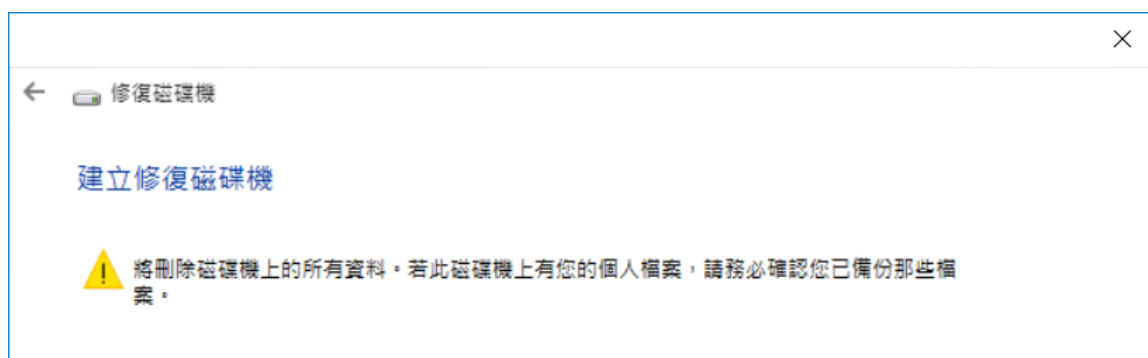 修復磁碟機
建立修復磁碟機
將刪除磁碟機上的所有資料。若此磁碟機上有您的個人檔案，請務必確認您已備份那些檔
案。